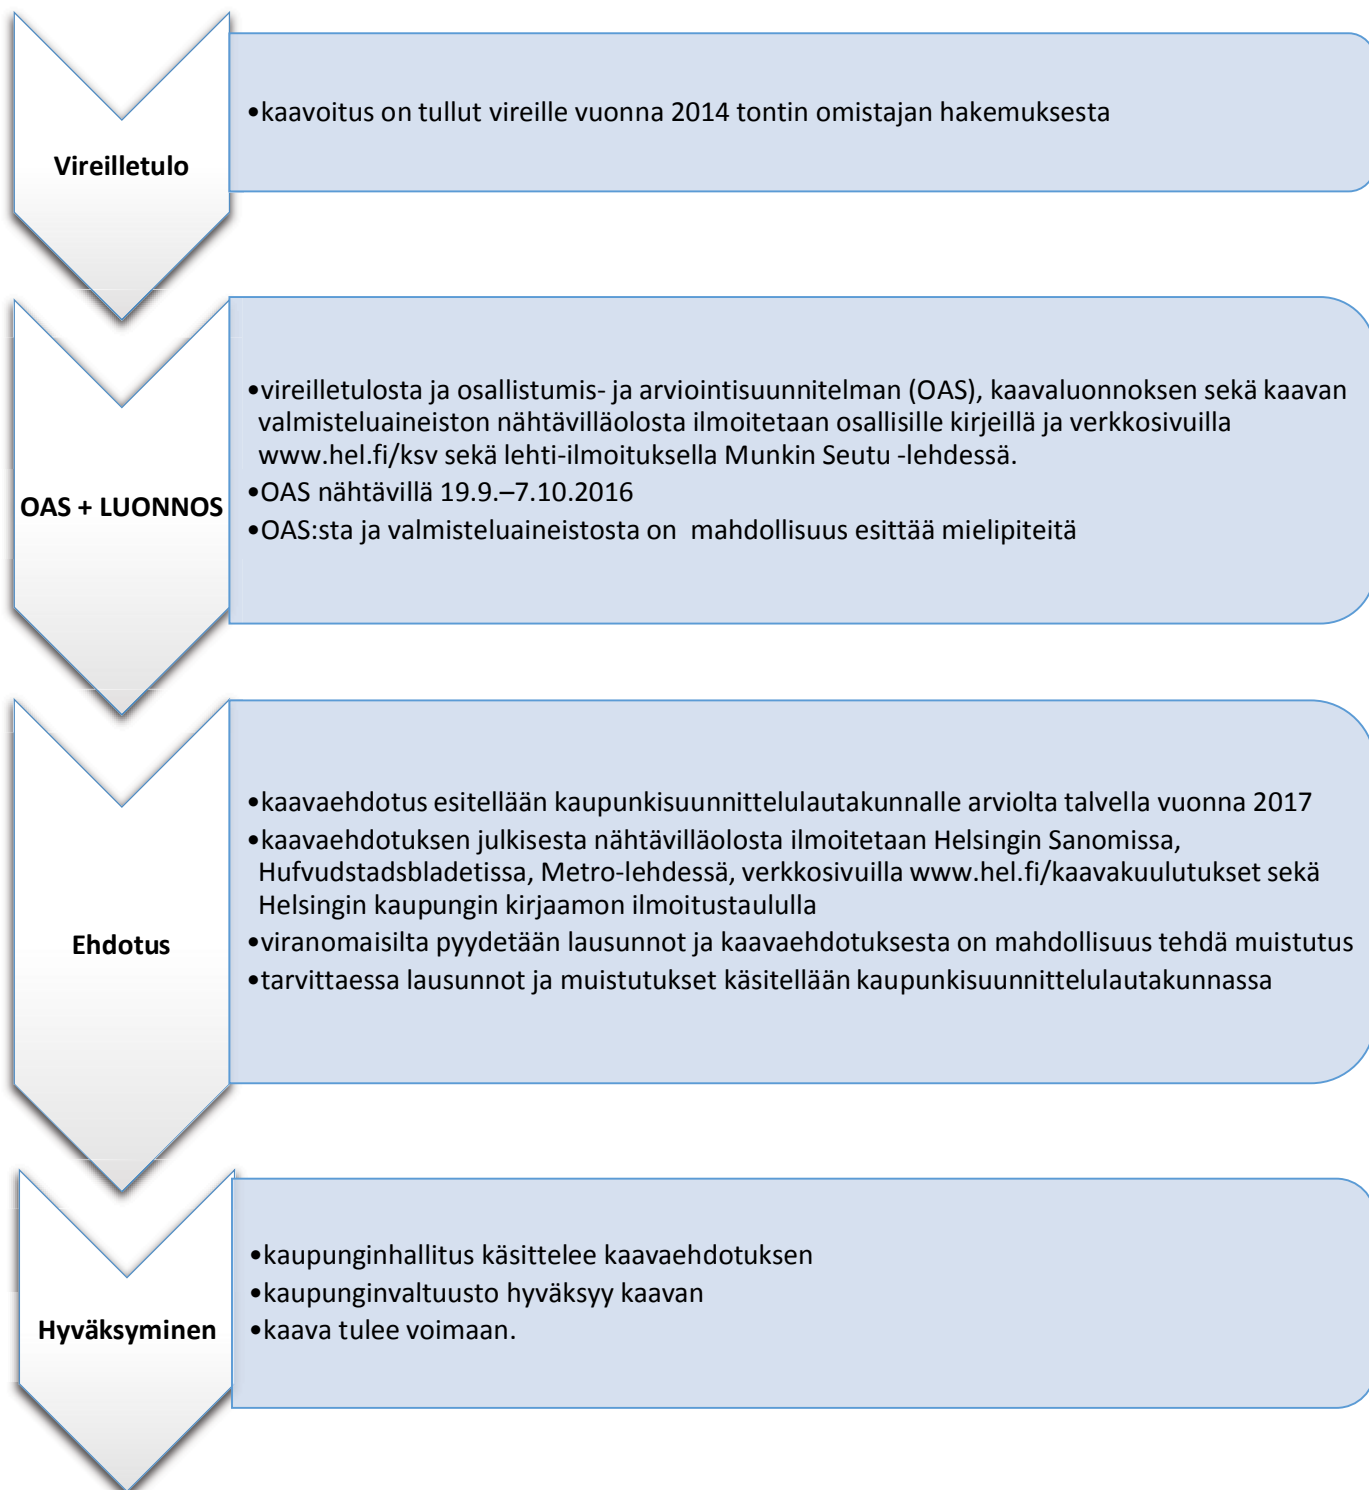 •kaavoitus on tullut vireille vuonna 2014 tontin omistajan hakemuksesta
Vireilletulo
•vireilletulosta ja osallistumis- ja arviointisuunnitelman (OAS), kaavaluonnoksen sekä kaavan
valmisteluaineiston nähtävilläolosta ilmoitetaan osallisille kirjeillä ja verkkosivuilla
www.hel.fi/ksv sekä lehti-ilmoituksella Munkin Seutu -lehdessä.
OAS + LUONNOS
•OAS nähtävillä 19.9.–7.10.2016
•OAS:sta ja valmisteluaineistosta on mahdollisuus esittää mielipiteitä
•kaavaehdotus esitellään kaupunkisuunnittelulautakunnalle arviolta talvella vuonna 2017
•kaavaehdotuksen julkisesta nähtävilläolosta ilmoitetaan Helsingin Sanomissa,
Hufvudstadsbladetissa, Metro-lehdessä, verkkosivuilla www.hel.fi/kaavakuulutukset sekä
Helsingin kaupungin kirjaamon ilmoitustaululla
Ehdotus
•viranomaisilta pyydetään lausunnot ja kaavaehdotuksesta on mahdollisuus tehdä muistutus
•tarvittaessa lausunnot ja muistutukset käsitellään kaupunkisuunnittelulautakunnassa
•kaupunginhallitus käsittelee kaavaehdotuksen
•kaupunginvaltuusto hyväksyy kaavan
Hyväksyminen
•kaava tulee voimaan.